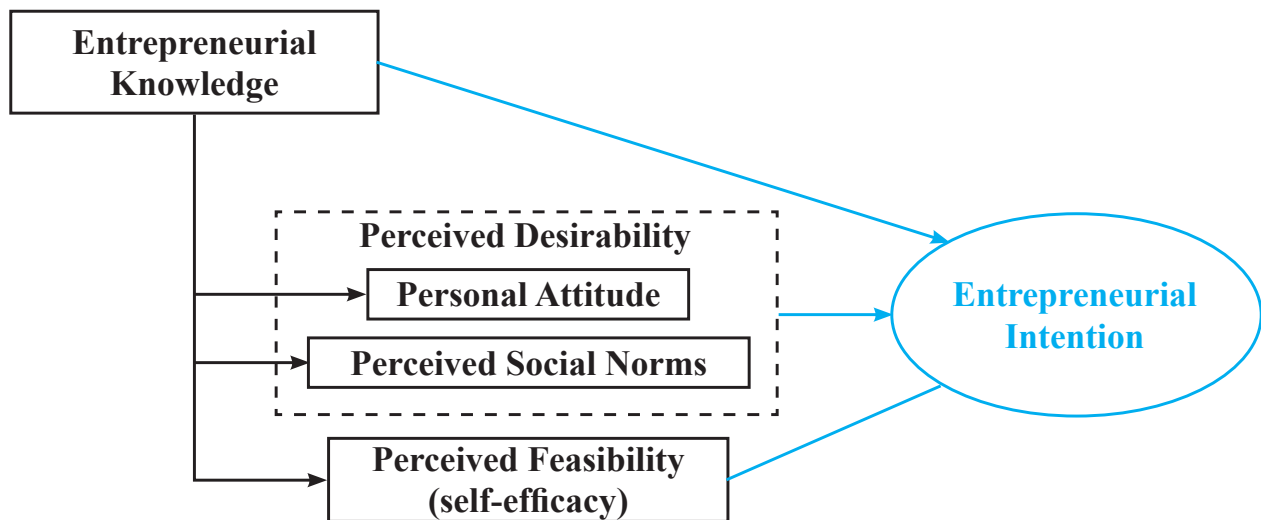 Entrepreneurial
Knowledge
Perceived Desirability
Personal Attitude
Perceived Social Norms
Perceived Feasibility
(self-efficacy)
Entrepreneurial
Intention